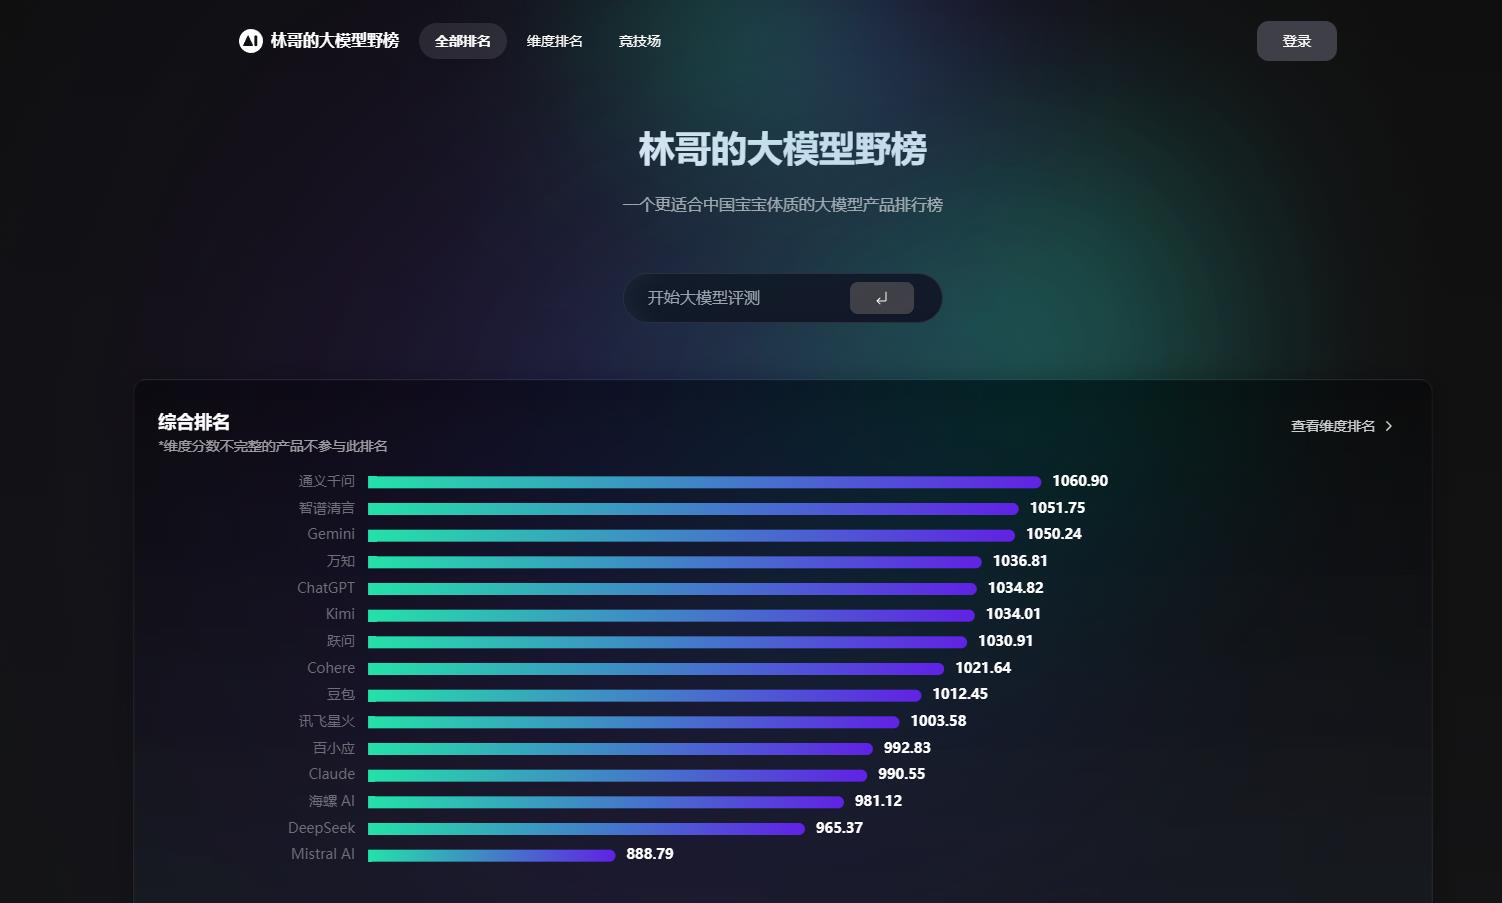 林哥的大模型野榜 全部排名 维度排名 竞技场 登录
林哥的大模型野榜
一个更适合中国宝宝体质的大模型产品排行榜
开始大模型评测
综合排名
查看维度排名
*维度分数不完整的产品不参与此排名
通义千问 1060.90
智谱清言 1051.75
Gemini 1050.24
万知 1036.81
ChatGPT 1034.82
Kimi 1034.01
跃问 1030.91
Cohere 1021.64
豆包 1012.45
讯飞星火 1003.58
百小应 992.83
Claude 990.55
海螺 AI 981.12
DeepSeek 965.37
Mistral AI 888.79